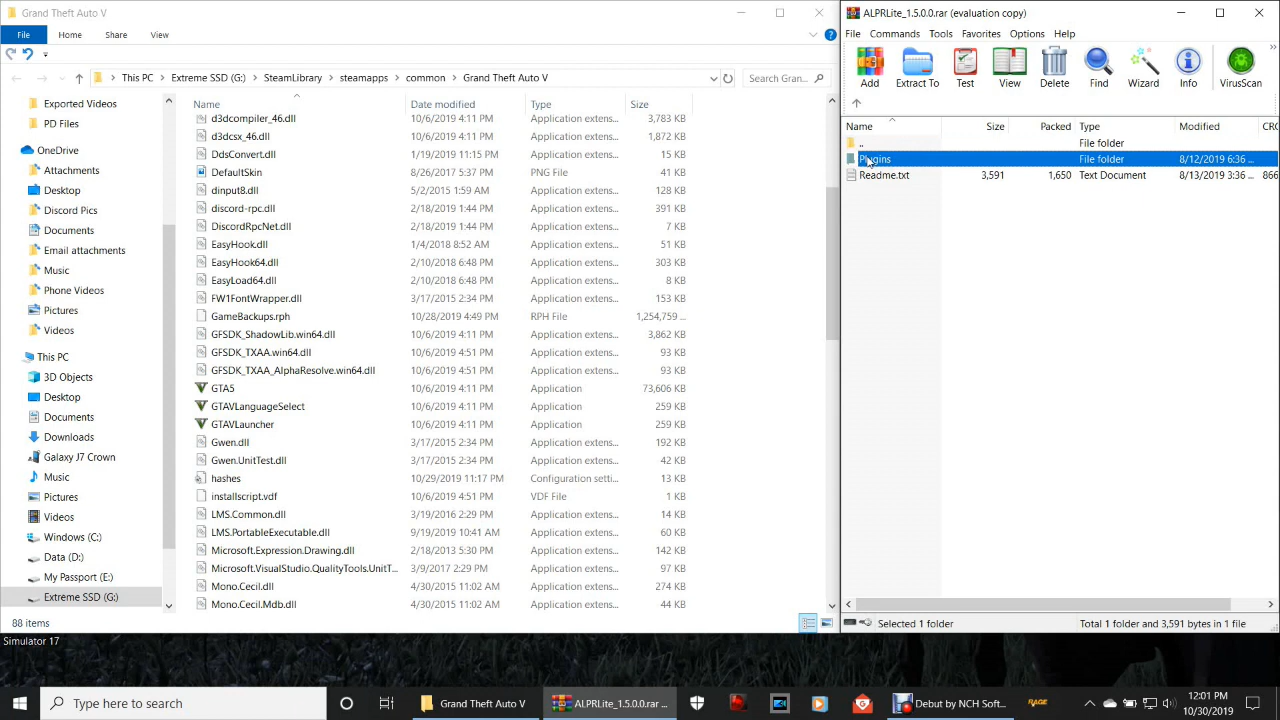 Grand Theft Auto V
File Home Share View
This PC Extreme SSD (G:) SteamLibrary steamapps common Grand Theft Auto V Search Gran...
Exported Videos
PD Files
OneDrive
Attachments
Desktop
Discord Pics
Documents
Email attachments
Music
Phone Videos
Pictures
Videos
This PC
3D Objects
Desktop
Documents
Downloads
Galaxy J7 Crown
Music
Pictures
Videos
Windows (C:)
Data (D:)
My Passport (E:)
Extreme SSD (G:)
Name Date modified Type Size
d3dcompiler_46.dll 10/6/2019 4:11 PM Application extens... 3,783 KB
d3dcsx_46.dll 10/6/2019 4:11 PM Application extens... 1,872 KB
DdsConvert.dll 1/19/2019 11:15 PM Application extens... 15 KB
DefaultSkin 8/26/2017 5:37 PM PNG File 41 KB
dinput8.dll 5/2/2015 1:59 AM Application extens... 128 KB
discord-rpc.dll 2/18/2019 1:44 PM Application extens... 391 KB
DiscordRpcNet.dll 2/18/2019 1:44 PM Application extens... 7 KB
EasyHook.dll 1/4/2018 8:52 AM Application extens... 51 KB
EasyHook64.dll 2/10/2018 6:48 PM Application extens... 303 KB
EasyLoad64.dll 2/10/2018 6:48 PM Application extens... 8 KB
FW1FontWrapper.dll 3/17/2015 2:34 PM Application extens... 153 KB
GameBackups.rph 10/28/2019 4:49 PM RPH File 1,254,759 ...
GFSDK_ShadowLib.win64.dll 10/6/2019 4:11 PM Application extens... 3,862 KB
GFSDK_TXAA.win64.dll 10/6/2019 4:51 PM Application extens... 93 KB
GFSDK_TXAA_AlphaResolve.win64.dll 10/6/2019 4:51 PM Application extens... 93 KB
GTA5 10/6/2019 4:11 PM Application 73,606 KB
GTAVLanguageSelect 10/6/2019 4:11 PM Application 259 KB
GTAVLauncher 10/6/2019 4:11 PM Application 259 KB
Gwen.dll 3/17/2015 2:34 PM Application extens... 192 KB
Gwen.UnitTest.dll 3/17/2015 2:34 PM Application extens... 42 KB
hashes 10/29/2019 11:17 PM Configuration setti... 13 KB
installscript.vdf 10/6/2019 4:51 PM VDF File 1 KB
LMS.Common.dll 3/19/2016 2:29 PM Application extens... 14 KB
LMS.PortableExecutable.dll 9/19/2019 10:41 AM Application extens... 60 KB
Microsoft.Expression.Drawing.dll 2/18/2013 5:30 PM Application extens... 142 KB
Microsoft.VisualStudio.QualityTools.UnitT... 3/9/2017 2:29 PM Application extens... 97 KB
Mono.Cecil.dll 4/30/2015 11:02 AM Application extens... 274 KB
Mono.Cecil.Mdb.dll 4/30/2015 11:02 AM Application extens... 44 KB
88 items
ALPRLite_1.5.0.0.rar (evaluation copy)
File Commands Tools Favorites Options Help
Add Extract To Test View Delete Find Wizard Info VirusScan
Name Size Packed Type Modified CRC
.. File folder
Plugins File folder 8/12/2019 6:36 ...
Readme.txt 3,591 1,650 Text Document 8/13/2019 3:36 ...
Selected 1 folder Total 1 folder and 3,591 bytes in 1 file
Simulator 17
Type here to search Grand Theft Auto V ALPRLite_1.5.0.0.rar ... Debut by NCH Soft... RAGE
12:01 PM
10/30/2019